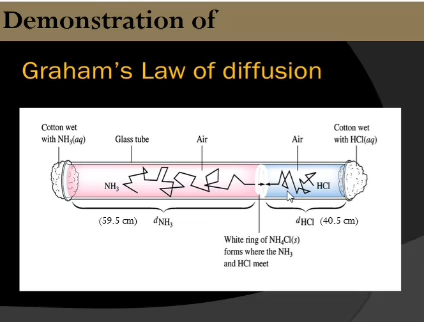 Demonstration of
Graham's Law of diffusion
Cotton wet
with NH₃(aq)
Glass tube
Air
Air
Cotton wet
with HCl(aq)
NH₃
HCl
(59.5 cm)
dNH₃
dHCl
(40.5 cm)
White ring of NH₄Cl(s)
forms where the NH₃
and HCl meet